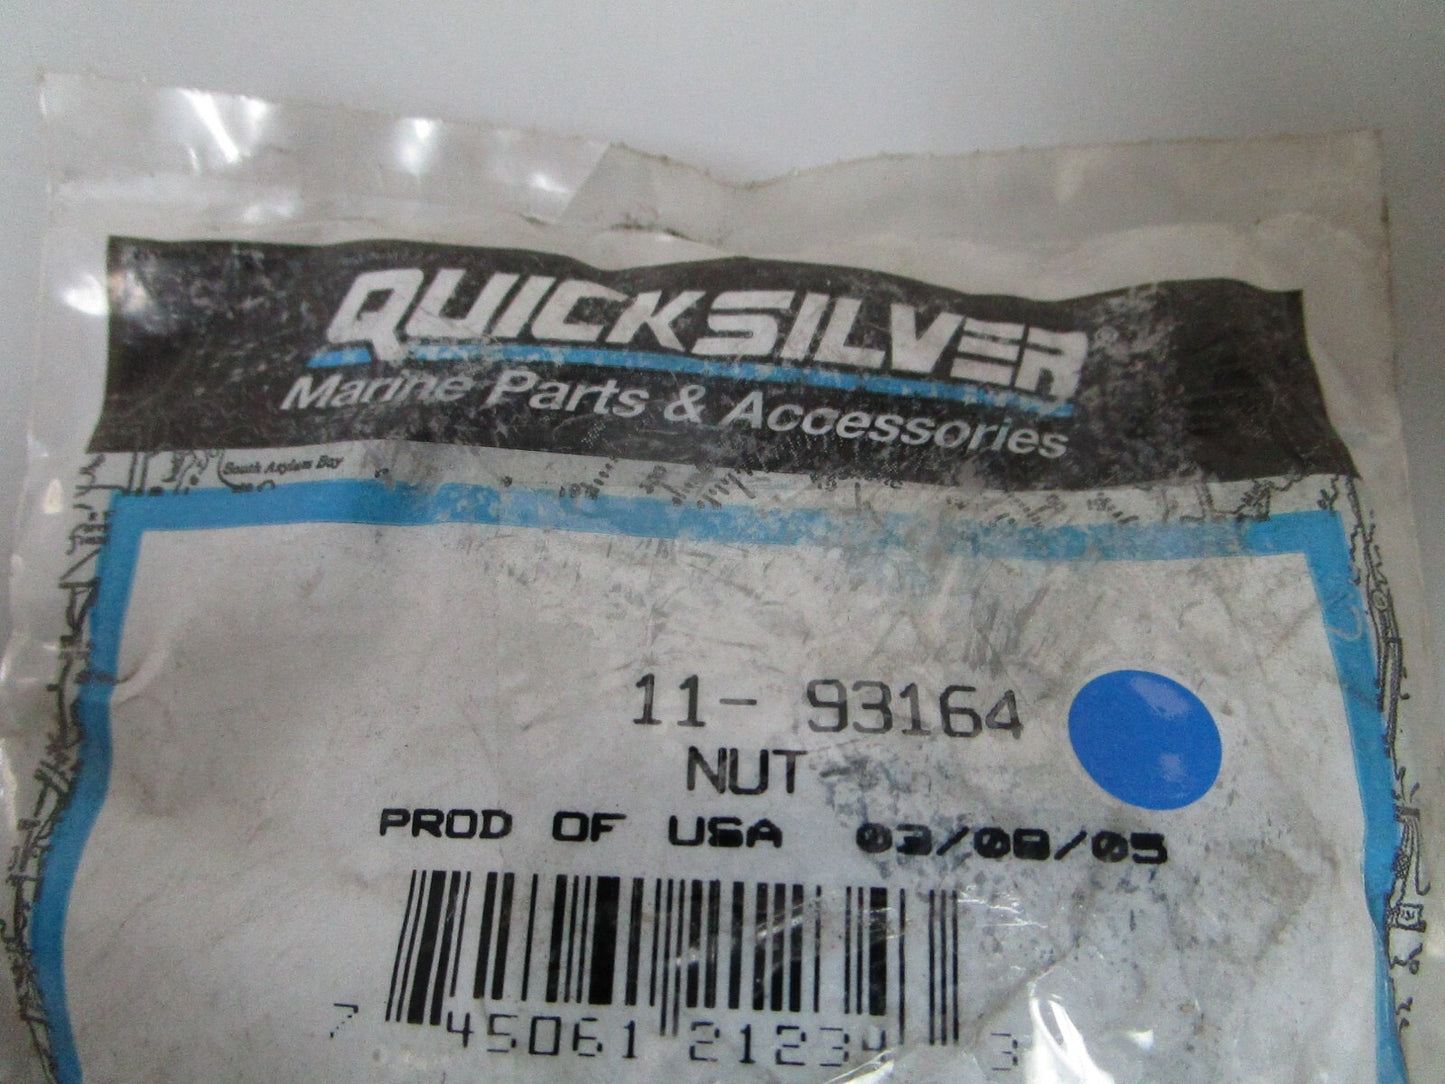 QUICKSILVER
Marine Parts & Accessories
South Asylum Bay
11- 93164
NUT
PROD OF USA 03/08/05
7 45061 21234 3